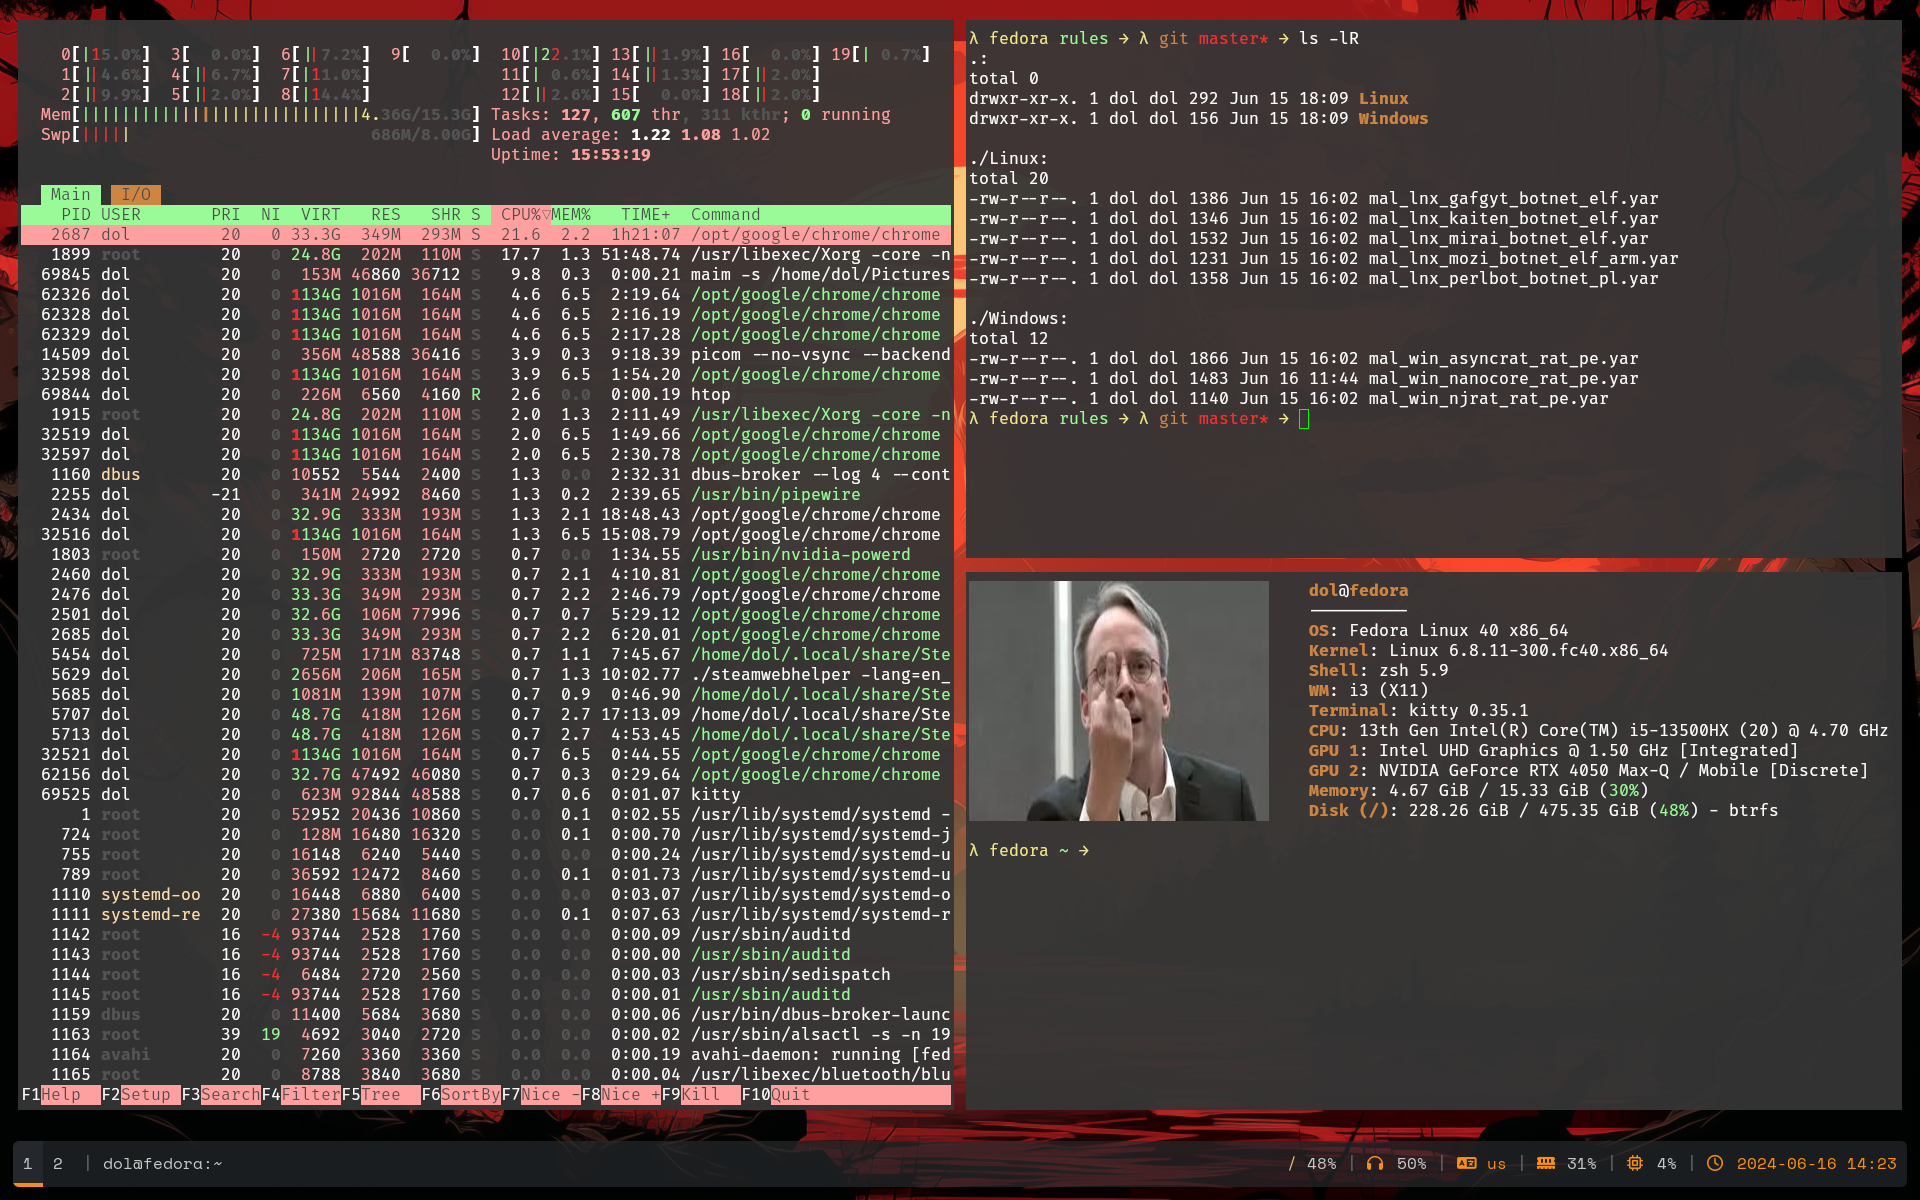 0[|15.0%] 3[ 0.0%] 6[||7.2%] 9[ 0.0%] 10[|22.1%] 13[||1.9%] 16[ 0.0%] 19[| 0.7%]
1[||4.6%] 4[||6.7%] 7[|11.0%] 11[| 0.6%] 14[||1.3%] 17[||2.0%]
2[||9.9%] 5[||2.0%] 8[|14.4%] 12[||2.6%] 15[ 0.0%] 18[||2.0%]
Mem[||||||||||||||||||||||||||||4.36G/15.3G] Tasks: 127, 607 thr, 311 kthr; 0 running
Swp[||||| 686M/8.00G] Load average: 1.22 1.08 1.02
Uptime: 15:53:19
Main I/O
PID USER PRI NI VIRT RES SHR S CPU%▽MEM% TIME+ Command
2687 dol 20 0 33.3G 349M 293M S 21.6 2.2 1h21:07 /opt/google/chrome/chrome
1899 root 20 0 24.8G 202M 110M S 17.7 1.3 51:48.74 /usr/libexec/Xorg -core -n
69845 dol 20 0 153M 46860 36712 S 9.8 0.3 0:00.21 maim -s /home/dol/Pictures
62326 dol 20 0 1134G 1016M 164M S 4.6 6.5 2:19.64 /opt/google/chrome/chrome
62328 dol 20 0 1134G 1016M 164M S 4.6 6.5 2:16.19 /opt/google/chrome/chrome
62329 dol 20 0 1134G 1016M 164M S 4.6 6.5 2:17.28 /opt/google/chrome/chrome
14509 dol 20 0 356M 48588 36416 S 3.9 0.3 9:18.39 picom --no-vsync --backend
32598 dol 20 0 1134G 1016M 164M S 3.9 6.5 1:54.20 /opt/google/chrome/chrome
69844 dol 20 0 226M 6560 4160 R 2.6 0.0 0:00.19 htop
1915 root 20 0 24.8G 202M 110M S 2.0 1.3 2:11.49 /usr/libexec/Xorg -core -n
32519 dol 20 0 1134G 1016M 164M S 2.0 6.5 1:49.66 /opt/google/chrome/chrome
32597 dol 20 0 1134G 1016M 164M S 2.0 6.5 2:30.78 /opt/google/chrome/chrome
1160 dbus 20 0 10552 5544 2400 S 1.3 0.0 2:32.31 dbus-broker --log 4 --cont
2255 dol -21 0 341M 24992 8460 S 1.3 0.2 2:39.65 /usr/bin/pipewire
2434 dol 20 0 32.9G 333M 193M S 1.3 2.1 18:48.43 /opt/google/chrome/chrome
32516 dol 20 0 1134G 1016M 164M S 1.3 6.5 15:08.79 /opt/google/chrome/chrome
1803 root 20 0 150M 2720 2720 S 0.7 0.0 1:34.55 /usr/bin/nvidia-powerd
2460 dol 20 0 32.9G 333M 193M S 0.7 2.1 4:10.81 /opt/google/chrome/chrome
2476 dol 20 0 33.3G 349M 293M S 0.7 2.2 2:46.79 /opt/google/chrome/chrome
2501 dol 20 0 32.6G 106M 77996 S 0.7 0.7 5:29.12 /opt/google/chrome/chrome
2685 dol 20 0 33.3G 349M 293M S 0.7 2.2 6:20.01 /opt/google/chrome/chrome
5454 dol 20 0 725M 171M 83748 S 0.7 1.1 7:45.67 /home/dol/.local/share/Ste
5629 dol 20 0 2656M 206M 165M S 0.7 1.3 10:02.77 ./steamwebhelper -lang=en_
5685 dol 20 0 1081M 139M 107M S 0.7 0.9 0:46.90 /home/dol/.local/share/Ste
5707 dol 20 0 48.7G 418M 126M S 0.7 2.7 17:13.09 /home/dol/.local/share/Ste
5713 dol 20 0 48.7G 418M 126M S 0.7 2.7 4:53.45 /home/dol/.local/share/Ste
32521 dol 20 0 1134G 1016M 164M S 0.7 6.5 0:44.55 /opt/google/chrome/chrome
62156 dol 20 0 32.7G 47492 46080 S 0.7 0.3 0:29.64 /opt/google/chrome/chrome
69525 dol 20 0 623M 92844 48588 S 0.7 0.6 0:01.07 kitty
1 root 20 0 52952 20436 10860 S 0.0 0.1 0:02.55 /usr/lib/systemd/systemd -
724 root 20 0 128M 16480 16320 S 0.0 0.1 0:00.70 /usr/lib/systemd/systemd-j
755 root 20 0 16148 6240 5440 S 0.0 0.0 0:00.24 /usr/lib/systemd/systemd-u
789 root 20 0 36592 12472 8460 S 0.0 0.1 0:01.73 /usr/lib/systemd/systemd-u
1110 systemd-oo 20 0 16448 6880 6400 S 0.0 0.0 0:03.07 /usr/lib/systemd/systemd-o
1111 systemd-re 20 0 27380 15684 11680 S 0.0 0.1 0:07.63 /usr/lib/systemd/systemd-r
1142 root 16 -4 93744 2528 1760 S 0.0 0.0 0:00.09 /usr/sbin/auditd
1143 root 16 -4 93744 2528 1760 S 0.0 0.0 0:00.00 /usr/sbin/auditd
1144 root 16 -4 6484 2720 2560 S 0.0 0.0 0:00.03 /usr/sbin/sedispatch
1145 root 16 -4 93744 2528 1760 S 0.0 0.0 0:00.01 /usr/sbin/auditd
1159 dbus 20 0 11400 5684 3680 S 0.0 0.0 0:00.06 /usr/bin/dbus-broker-launc
1163 root 39 19 4692 3040 2720 S 0.0 0.0 0:00.02 /usr/sbin/alsactl -s -n 19
1164 avahi 20 0 7260 3360 3360 S 0.0 0.0 0:00.19 avahi-daemon: running [fed
1165 root 20 0 8788 3840 3680 S 0.0 0.0 0:00.04 /usr/libexec/bluetooth/blu
F1Help F2Setup F3SearchF4FilterF5Tree F6SortByF7Nice -F8Nice +F9Kill F10Quit
λ fedora rules → λ git master* → ls -lR
.:
total 0
drwxr-xr-x. 1 dol dol 292 Jun 15 18:09 Linux
drwxr-xr-x. 1 dol dol 156 Jun 15 18:09 Windows
./Linux:
total 20
-rw-r--r--. 1 dol dol 1386 Jun 15 16:02 mal_lnx_gafgyt_botnet_elf.yar
-rw-r--r--. 1 dol dol 1346 Jun 15 16:02 mal_lnx_kaiten_botnet_elf.yar
-rw-r--r--. 1 dol dol 1532 Jun 15 16:02 mal_lnx_mirai_botnet_elf.yar
-rw-r--r--. 1 dol dol 1231 Jun 15 16:02 mal_lnx_mozi_botnet_elf_arm.yar
-rw-r--r--. 1 dol dol 1358 Jun 15 16:02 mal_lnx_perlbot_botnet_pl.yar
./Windows:
total 12
-rw-r--r--. 1 dol dol 1866 Jun 15 16:02 mal_win_asyncrat_rat_pe.yar
-rw-r--r--. 1 dol dol 1483 Jun 16 11:44 mal_win_nanocore_rat_pe.yar
-rw-r--r--. 1 dol dol 1140 Jun 15 16:02 mal_win_njrat_rat_pe.yar
λ fedora rules → λ git master* →
dol@fedora
----------
OS: Fedora Linux 40 x86_64
Kernel: Linux 6.8.11-300.fc40.x86_64
Shell: zsh 5.9
WM: i3 (X11)
Terminal: kitty 0.35.1
CPU: 13th Gen Intel(R) Core(TM) i5-13500HX (20) @ 4.70 GHz
GPU 1: Intel UHD Graphics @ 1.50 GHz [Integrated]
GPU 2: NVIDIA GeForce RTX 4050 Max-Q / Mobile [Discrete]
Memory: 4.67 GiB / 15.33 GiB (30%)
Disk (/): 228.26 GiB / 475.35 GiB (48%) - btrfs
λ fedora ~ →
1 2 | dol@fedora:~ / 48% | 50% | us | 31% | 4% | 2024-06-16 14:23